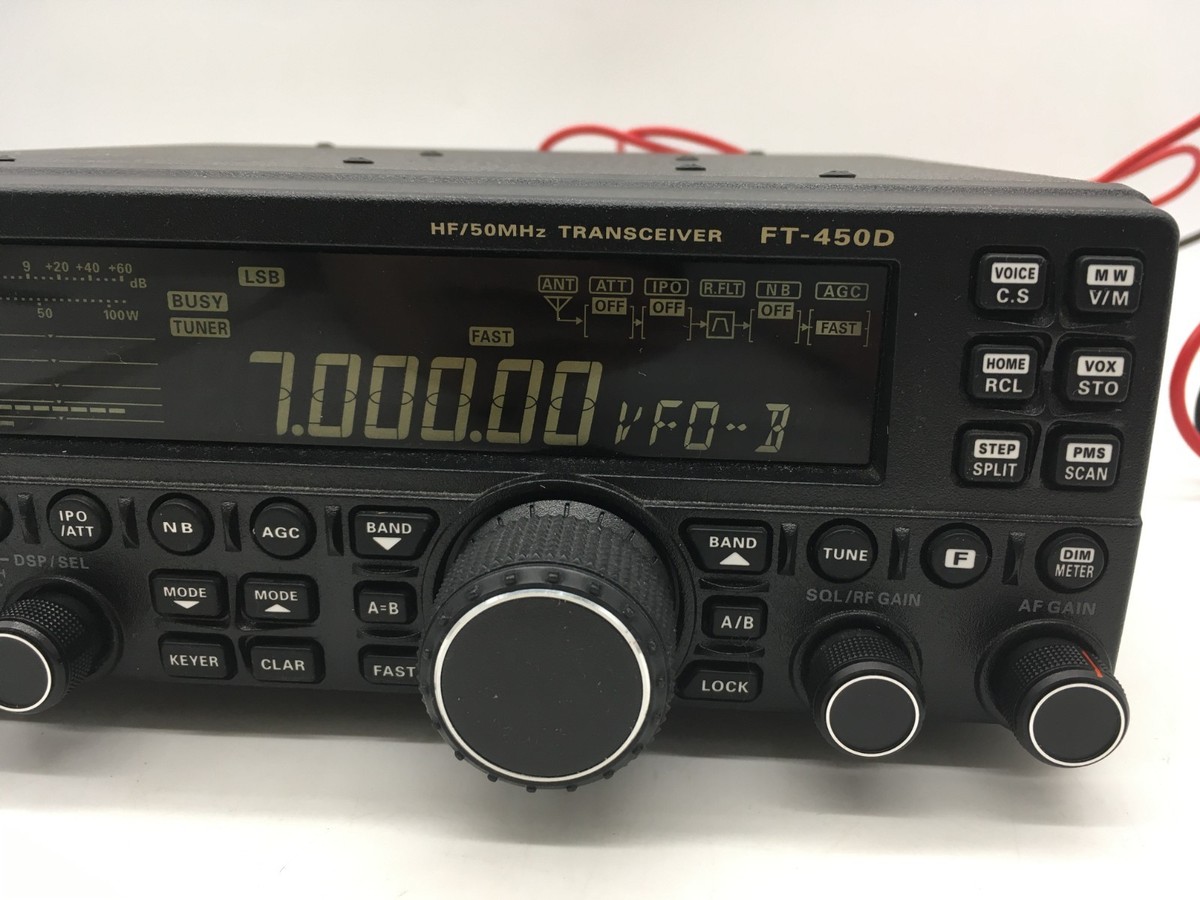 HF/50MHz TRANSCEIVER FT-450D
9 +20 +40 +60 dB
50 100W
LSB
BUSY
TUNER
FAST
ANT ATT IPO R.FLT NB AGC
OFF OFF OFF FAST
7.000.00 VFO-B
VOICE
C.S
MW
V/M
HOME
RCL
VOX
STO
STEP
SPLIT
PMS
SCAN
IPO
/ATT
NB
AGC
BAND
BAND
TUNE
F
DIM
METER
DSP/SEL
MODE
MODE
A=B
A/B
SQL/RF GAIN
AF GAIN
KEYER
CLAR
FAST
LOCK